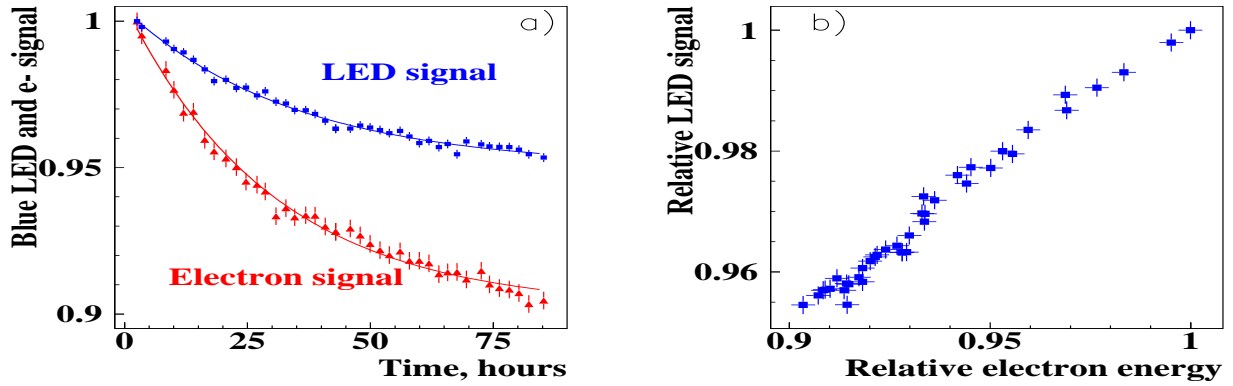 Blue LED and e- signal
1
0.95
0.9
a)
LED signal
Electron signal
0
25
50
75
Time, hours
Relative LED signal
1
0.98
0.96
b)
0.9
0.95
1
Relative electron energy